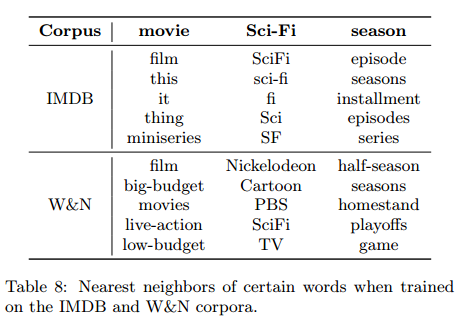 Corpus movie Sci-Fi season
film SciFi episode
this sci-fi seasons
IMDB it fi installment
thing Sci episodes
miniseries SF series
film Nickelodeon half-season
big-budget Cartoon seasons
W&N movies PBS homestand
live-action SciFi playoffs
low-budget TV game
Table 8: Nearest neighbors of certain words when trained
on the IMDB and W&N corpora.